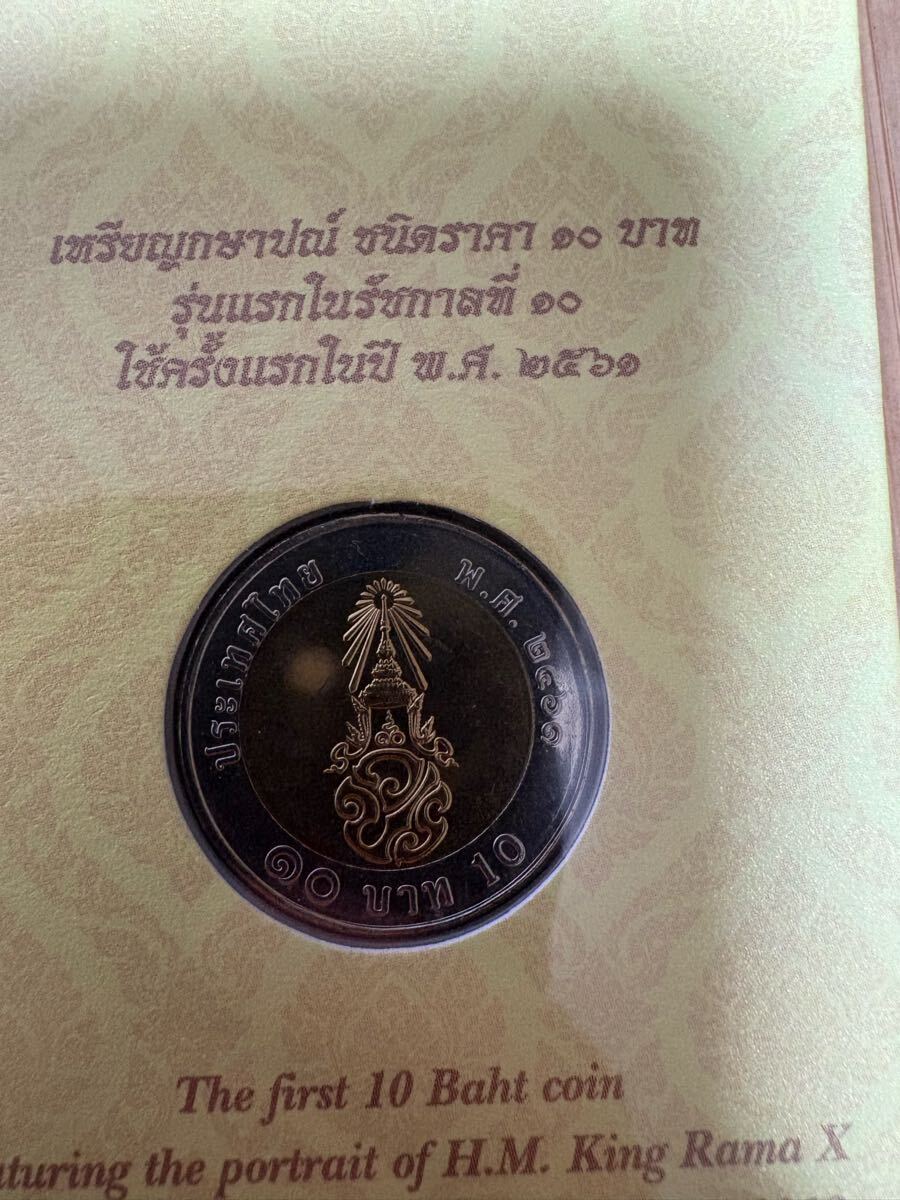 เหรียญกษาปณ์ ชนิดราคา ๑๐ บาท
รุ่นแรกในรัชกาลที่ ๑๐
ใช้ครั้งแรกในปี พ.ศ. ๒๕๖๑
ประเทศไทย พ.ศ. ๒๕๖๑
๑๐
๑๐ บาท 10
The first 10 Baht coin
the portrait of H.M. King Rama X